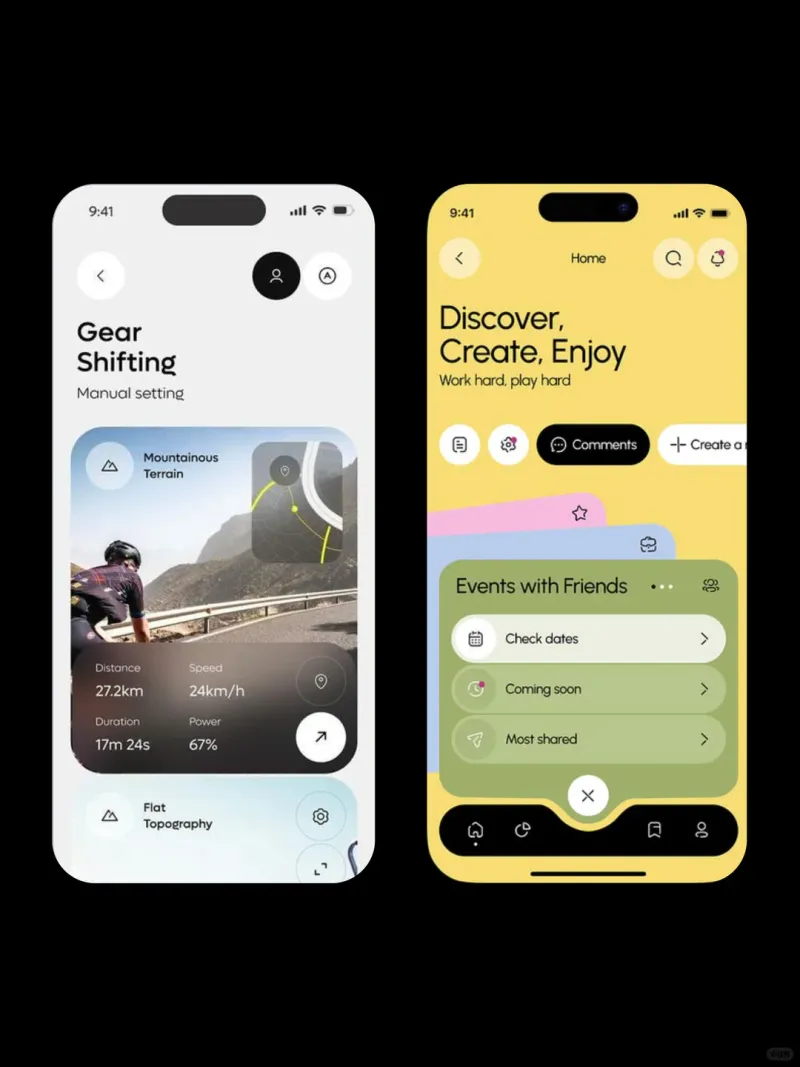 9:41
Gear
Shifting
Manual setting
Mountainous
Terrain
Distance
Speed
27.2km
24km/h
Duration
Power
17m 24s
67%
Flat
Topography
9:41
Home
Discover,
Create, Enjoy
Work hard, play hard
Comments
Create a
Events with Friends
Check dates
Coming soon
Most shared